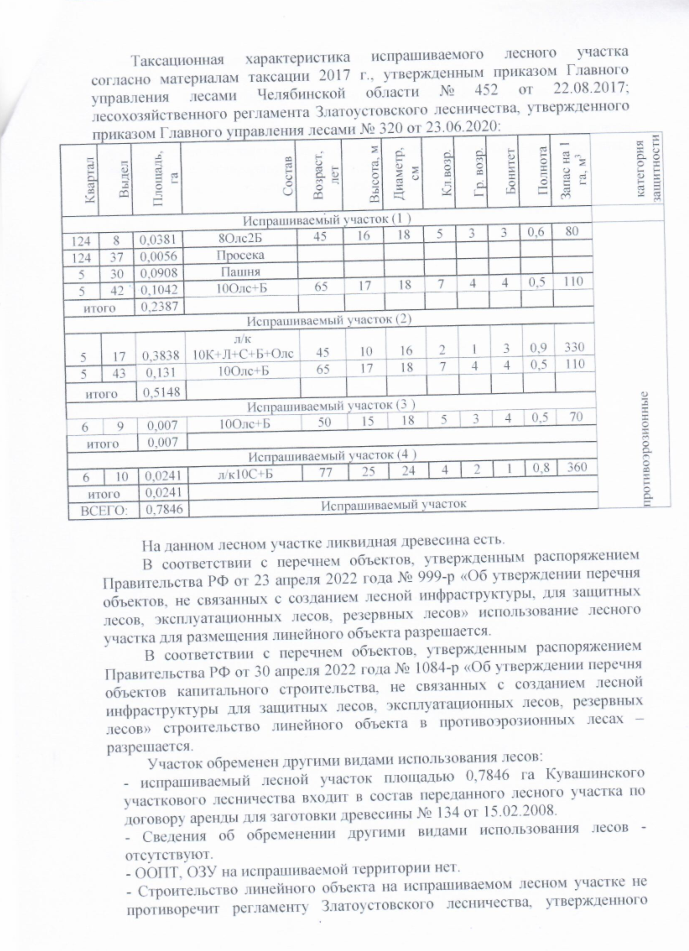 Таксационная характеристика испрашиваемого лесного участка
согласно материалам таксации 2017 г., утвержденным приказом Главного
управления лесами Челябинской области № 452 от 22.08.2017;
лесохозяйственного регламента Златоустовского лесничества, утвержденного
приказом Главного управления лесами № 320 от 23.06.2020:
Квартал Выдел Площаль, га Состав Возраст, лет Высота, м Диаметр, см Кл.возр. Гр. возр. Бонитет Полнота Запас на 1 га, м³ категория защитности
Испрашиваемый участок (1 )
124 8 0,0381 8Олс2Б 45 16 18 5 3 3 0,6 80
124 37 0,0056 Просека
5 30 0,0908 Пашня
5 42 0,1042 10Олс+Б 65 17 18 7 4 4 0,5 110
итого 0,2387
Испрашиваемый участок (2)
л/к
5 17 0,3838 10К+Л+С+Б+Олс 45 10 16 2 1 3 0,9 330
5 43 0,131 10Олс+Б 65 17 18 7 4 4 0,5 110
итого 0,5148
Испрашиваемый участок (3 )
6 9 0,007 10Олс+Б 50 15 18 5 3 4 0,5 70
итого 0,007
Испрашиваемый участок (4 )
6 10 0,0241 л/к10С+Б 77 25 24 4 2 1 0,8 360
итого 0,0241
ВСЕГО: 0,7846 Испрашиваемый участок
противоэрозионные
На данном лесном участке ликвидная древесина есть.
В соответствии с перечнем объектов, утвержденным распоряжением
Правительства РФ от 23 апреля 2022 года № 999-р «Об утверждении перечня
объектов, не связанных с созданием лесной инфраструктуры, для защитных
лесов, эксплуатационных лесов, резервных лесов» использование лесного
участка для размещения линейного объекта разрешается.
В соответствии с перечнем объектов, утвержденным распоряжением
Правительства РФ от 30 апреля 2022 года № 1084-р «Об утверждении перечня
объектов капитального строительства, не связанных с созданием лесной
инфраструктуры для защитных лесов, эксплуатационных лесов, резервных
лесов» строительство линейного объекта в противоэрозионных лесах –
разрешается.
Участок обременен другими видами использования лесов:
- испрашиваемый лесной участок площадью 0,7846 га Кувашинского
участкового лесничества входит в состав переданного лесного участка по
договору аренды для заготовки древесины № 134 от 15.02.2008.
- Сведения об обременении другими видами использования лесов -
отсутствуют.
- ООПТ, ОЗУ на испрашиваемой территории нет.
- Строительство линейного объекта на испрашиваемом лесном участке не
противоречит регламенту Златоустовского лесничества, утвержденного